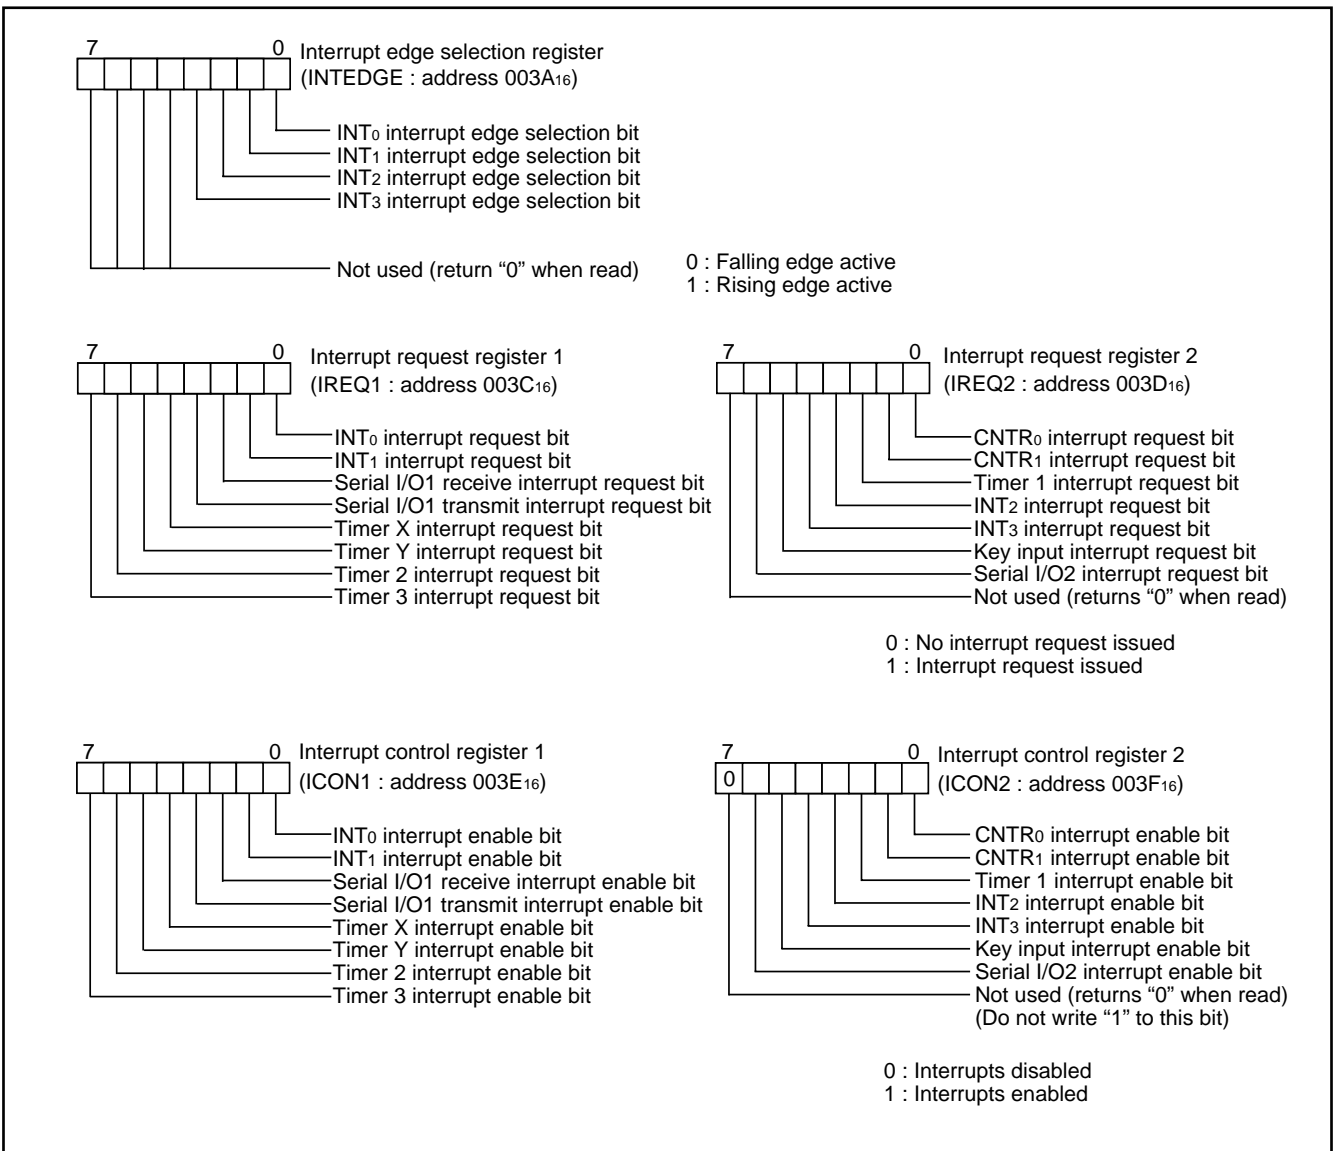 7 0 Interrupt edge selection register
(INTEDGE : address 003A16)
INT0 interrupt edge selection bit
INT1 interrupt edge selection bit
INT2 interrupt edge selection bit
INT3 interrupt edge selection bit
Not used (return “0” when read)
0 : Falling edge active
1 : Rising edge active
7 0 Interrupt request register 1
(IREQ1 : address 003C16)
INT0 interrupt request bit
INT1 interrupt request bit
Serial I/O1 receive interrupt request bit
Serial I/O1 transmit interrupt request bit
Timer X interrupt request bit
Timer Y interrupt request bit
Timer 2 interrupt request bit
Timer 3 interrupt request bit
7 0 Interrupt request register 2
(IREQ2 : address 003D16)
CNTR0 interrupt request bit
CNTR1 interrupt request bit
Timer 1 interrupt request bit
INT2 interrupt request bit
INT3 interrupt request bit
Key input interrupt request bit
Serial I/O2 interrupt request bit
Not used (returns “0” when read)
0 : No interrupt request issued
1 : Interrupt request issued
7 0 Interrupt control register 1
(ICON1 : address 003E16)
INT0 interrupt enable bit
INT1 interrupt enable bit
Serial I/O1 receive interrupt enable bit
Serial I/O1 transmit interrupt enable bit
Timer X interrupt enable bit
Timer Y interrupt enable bit
Timer 2 interrupt enable bit
Timer 3 interrupt enable bit
7 0 Interrupt control register 2
0 (ICON2 : address 003F16)
CNTR0 interrupt enable bit
CNTR1 interrupt enable bit
Timer 1 interrupt enable bit
INT2 interrupt enable bit
INT3 interrupt enable bit
Key input interrupt enable bit
Serial I/O2 interrupt enable bit
Not used (returns “0” when read)
(Do not write “1” to this bit)
0 : Interrupts disabled
1 : Interrupts enabled